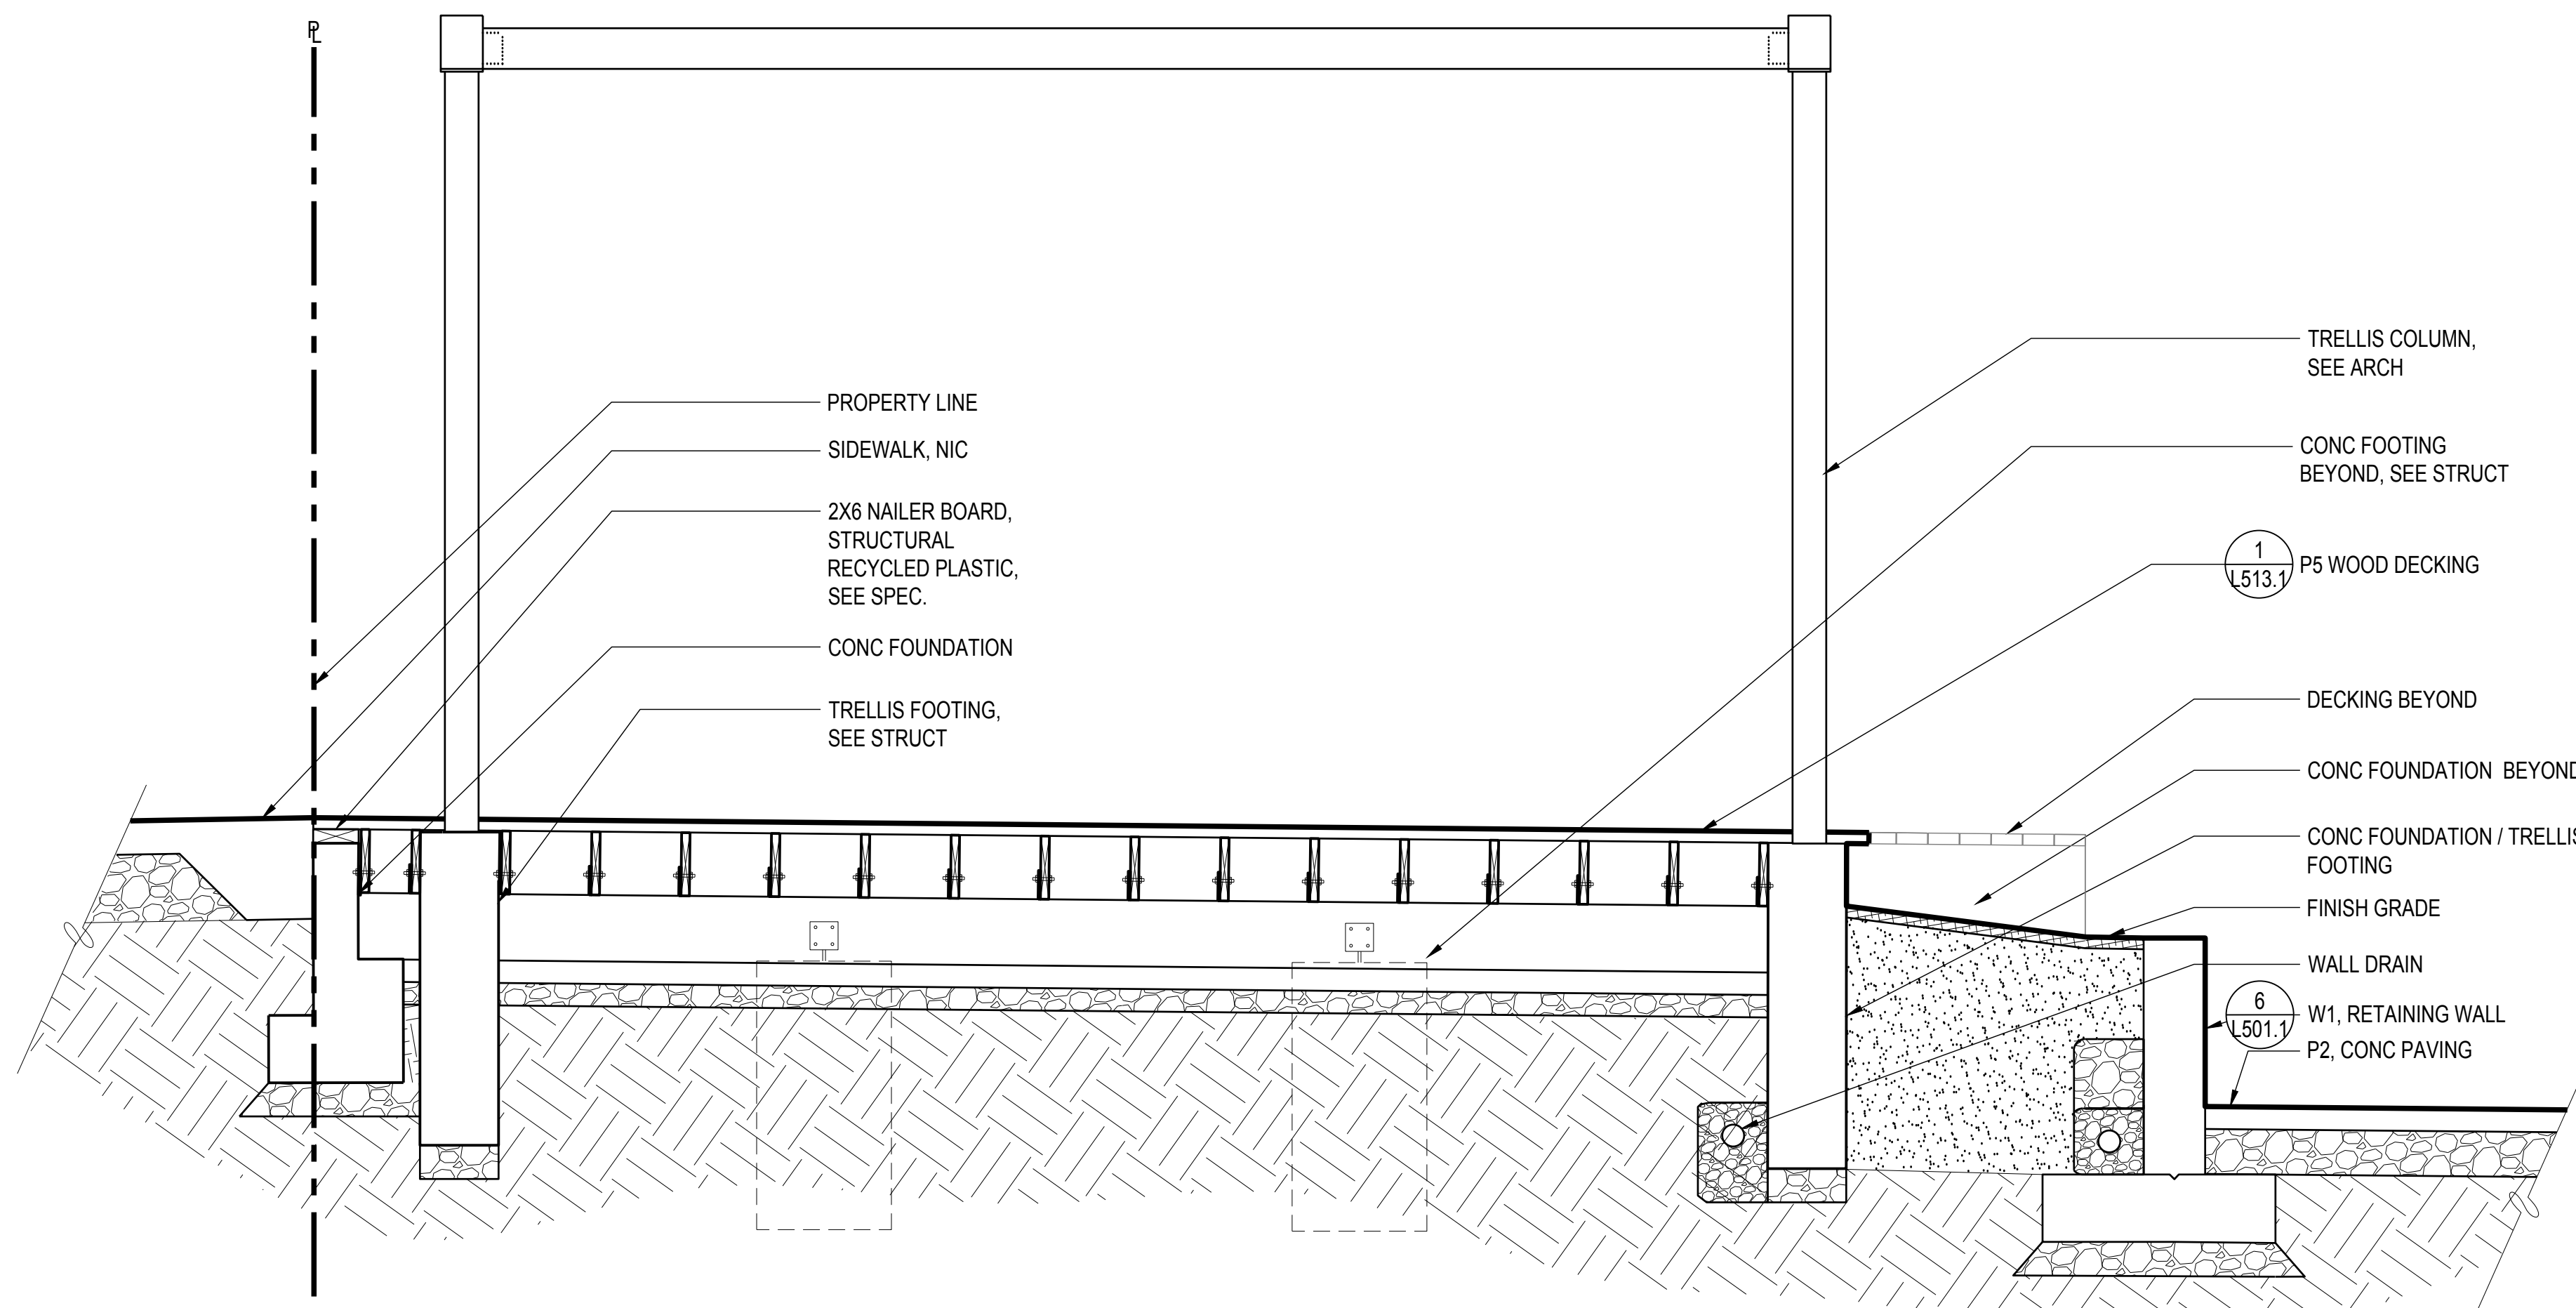 PL
PROPERTY LINE
SIDEWALK, NIC
2X6 NAILER BOARD,
STRUCTURAL
RECYCLED PLASTIC,
SEE SPEC.
CONC FOUNDATION
TRELLIS FOOTING,
SEE STRUCT
TRELLIS COLUMN,
SEE ARCH
CONC FOOTING
BEYOND, SEE STRUCT
1
L513.1
P5 WOOD DECKING
DECKING BEYOND
CONC FOUNDATION BEYOND
CONC FOUNDATION / TRELLIS
FOOTING
FINISH GRADE
WALL DRAIN
6
L501.1
W1, RETAINING WALL
P2, CONC PAVING